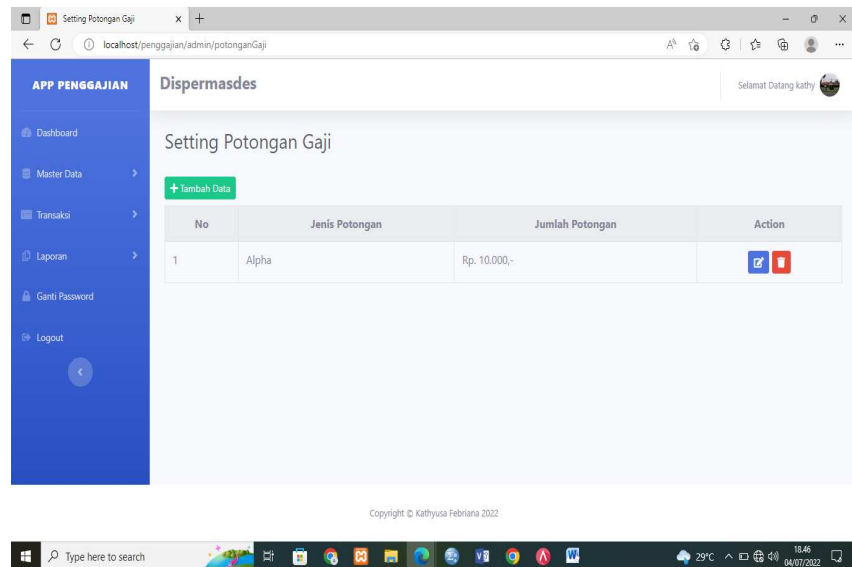 Setting Potongan Gaji
localhost/penggajian/admin/potonganGaji
APP PENGGAJIAN
Dispermasdes
Selamat Datang kathy
Dashboard
Master Data
Transaksi
Laporan
Ganti Password
Logout
Setting Potongan Gaji
+ Tambah Data
No Jenis Potongan Jumlah Potongan Action
1 Alpha Rp. 10.000,-
Copyright © Kathyusa Febriana 2022
Type here to search
29°C
18.46
04/07/2022